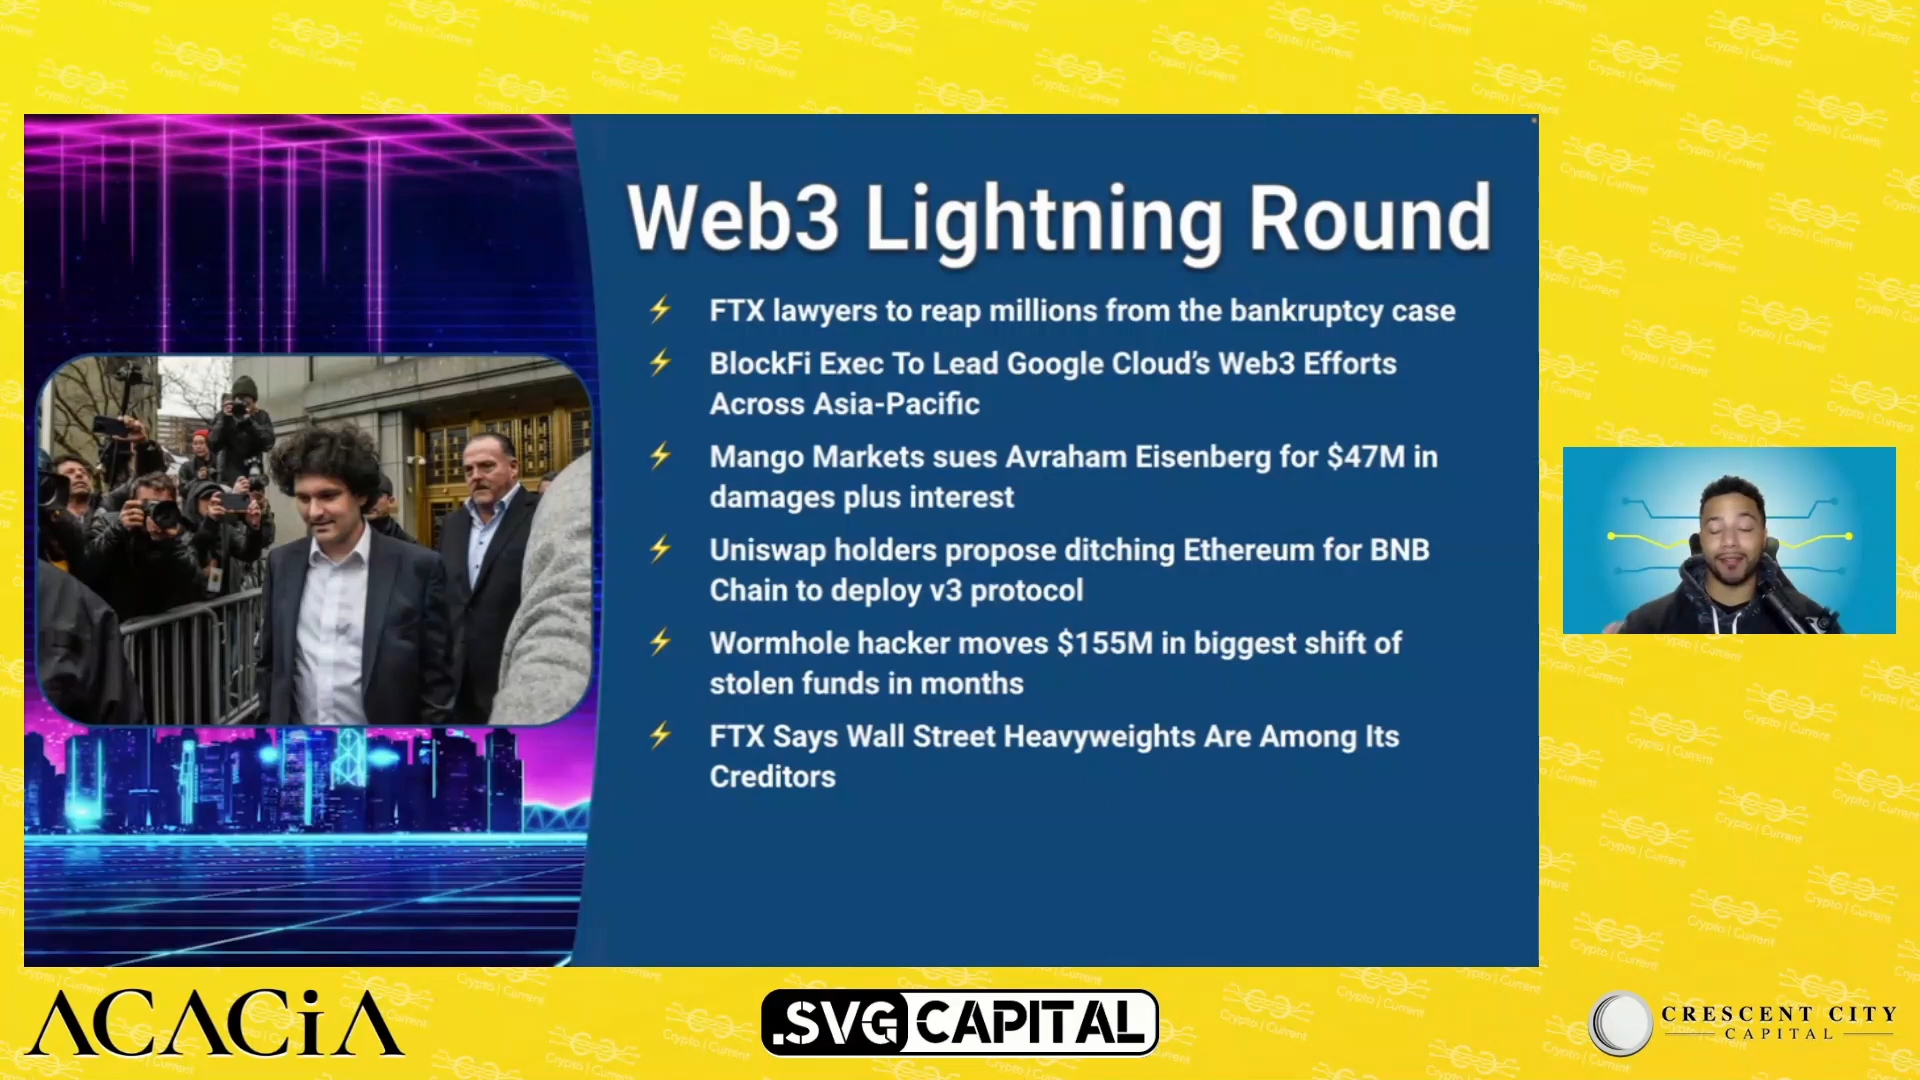 Web3 Lightning Round
FTX lawyers to reap millions from the bankruptcy case
BlockFi Exec To Lead Google Cloud’s Web3 Efforts
Across Asia-Pacific
Mango Markets sues Avraham Eisenberg for $47M in
damages plus interest
Uniswap holders propose ditching Ethereum for BNB
Chain to deploy v3 protocol
Wormhole hacker moves $155M in biggest shift of
stolen funds in months
FTX Says Wall Street Heavyweights Are Among Its
Creditors
ACACiA
.SVG CAPITAL
CRESCENT CITY
CAPITAL
Crypto | Current